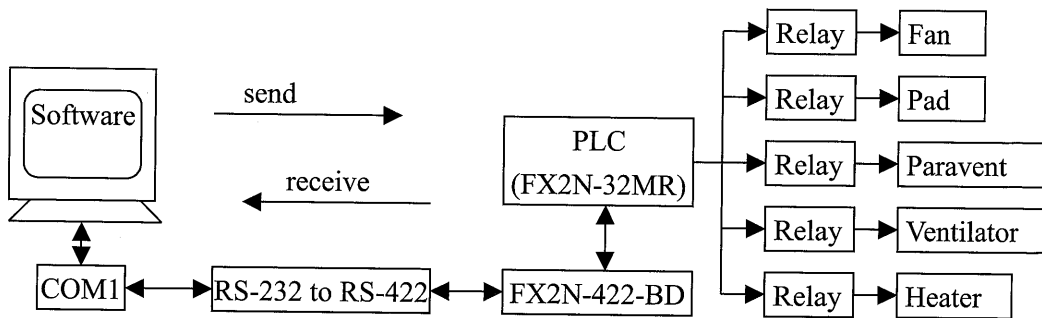 Software
send
receive
COM1
RS-232 to RS-422
FX2N-422-BD
PLC
(FX2N-32MR)
Relay
Fan
Relay
Pad
Relay
Paravent
Relay
Ventilator
Relay
Heater